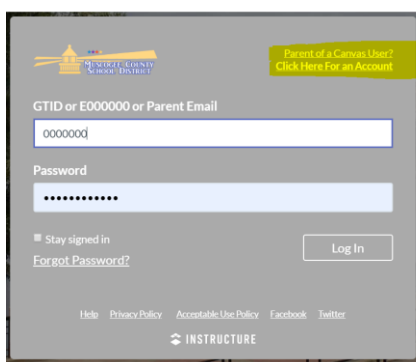 MUSCOGEE COUNTY
SCHOOL DISTRICT
Parent of a Canvas User?
Click Here For an Account
GTID or E000000 or Parent Email
0000000
Password
••••••••••••
Stay signed in
Log In
Forgot Password?
Help Privacy Policy Acceptable Use Policy Facebook Twitter
INSTRUCTURE